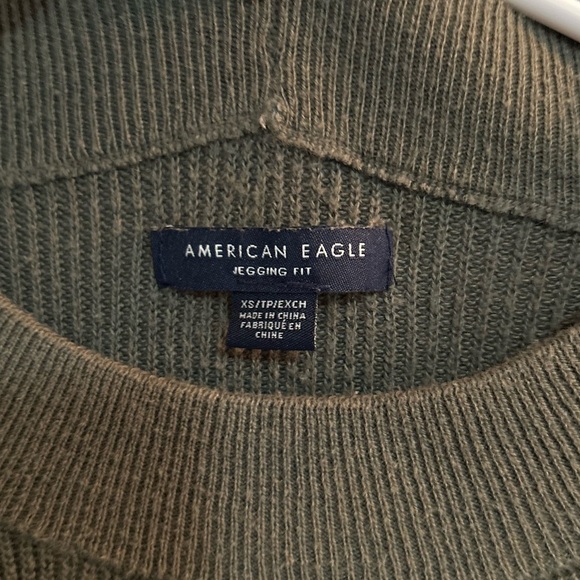 AMERICAN EAGLE
JEGGING FIT
XS/TP/EXCH
MADE IN CHINA
FABRIQUÉ EN
CHINE